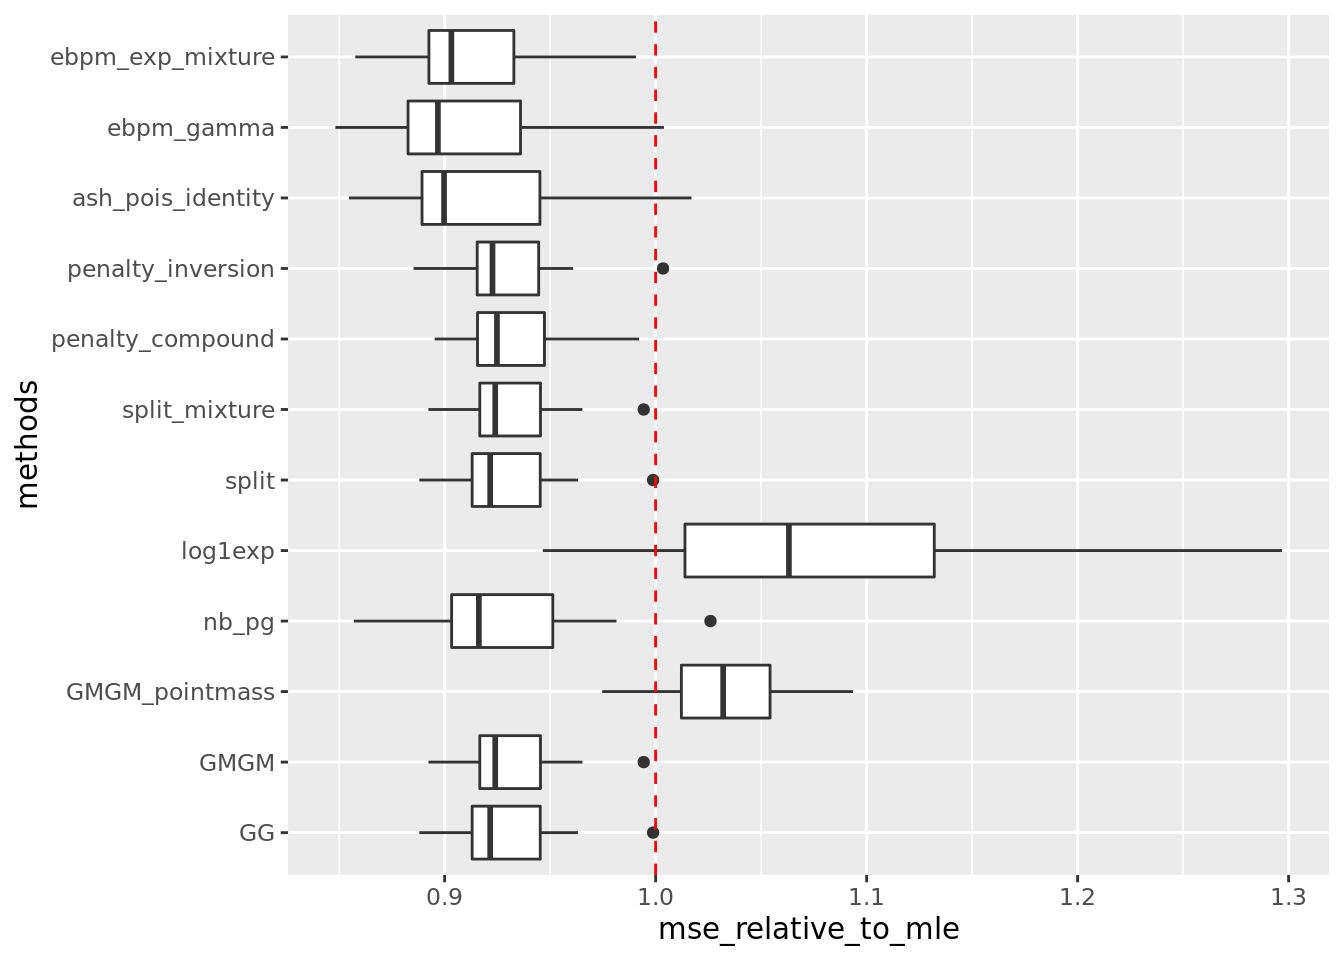 ebpm_exp_mixture
ebpm_gamma
ash_pois_identity
penalty_inversion
penalty_compound
split_mixture
split
log1exp
nb_pg
GMGM_pointmass
GMGM
GG
methods
0.9 1.0 1.1 1.2 1.3
mse_relative_to_mle